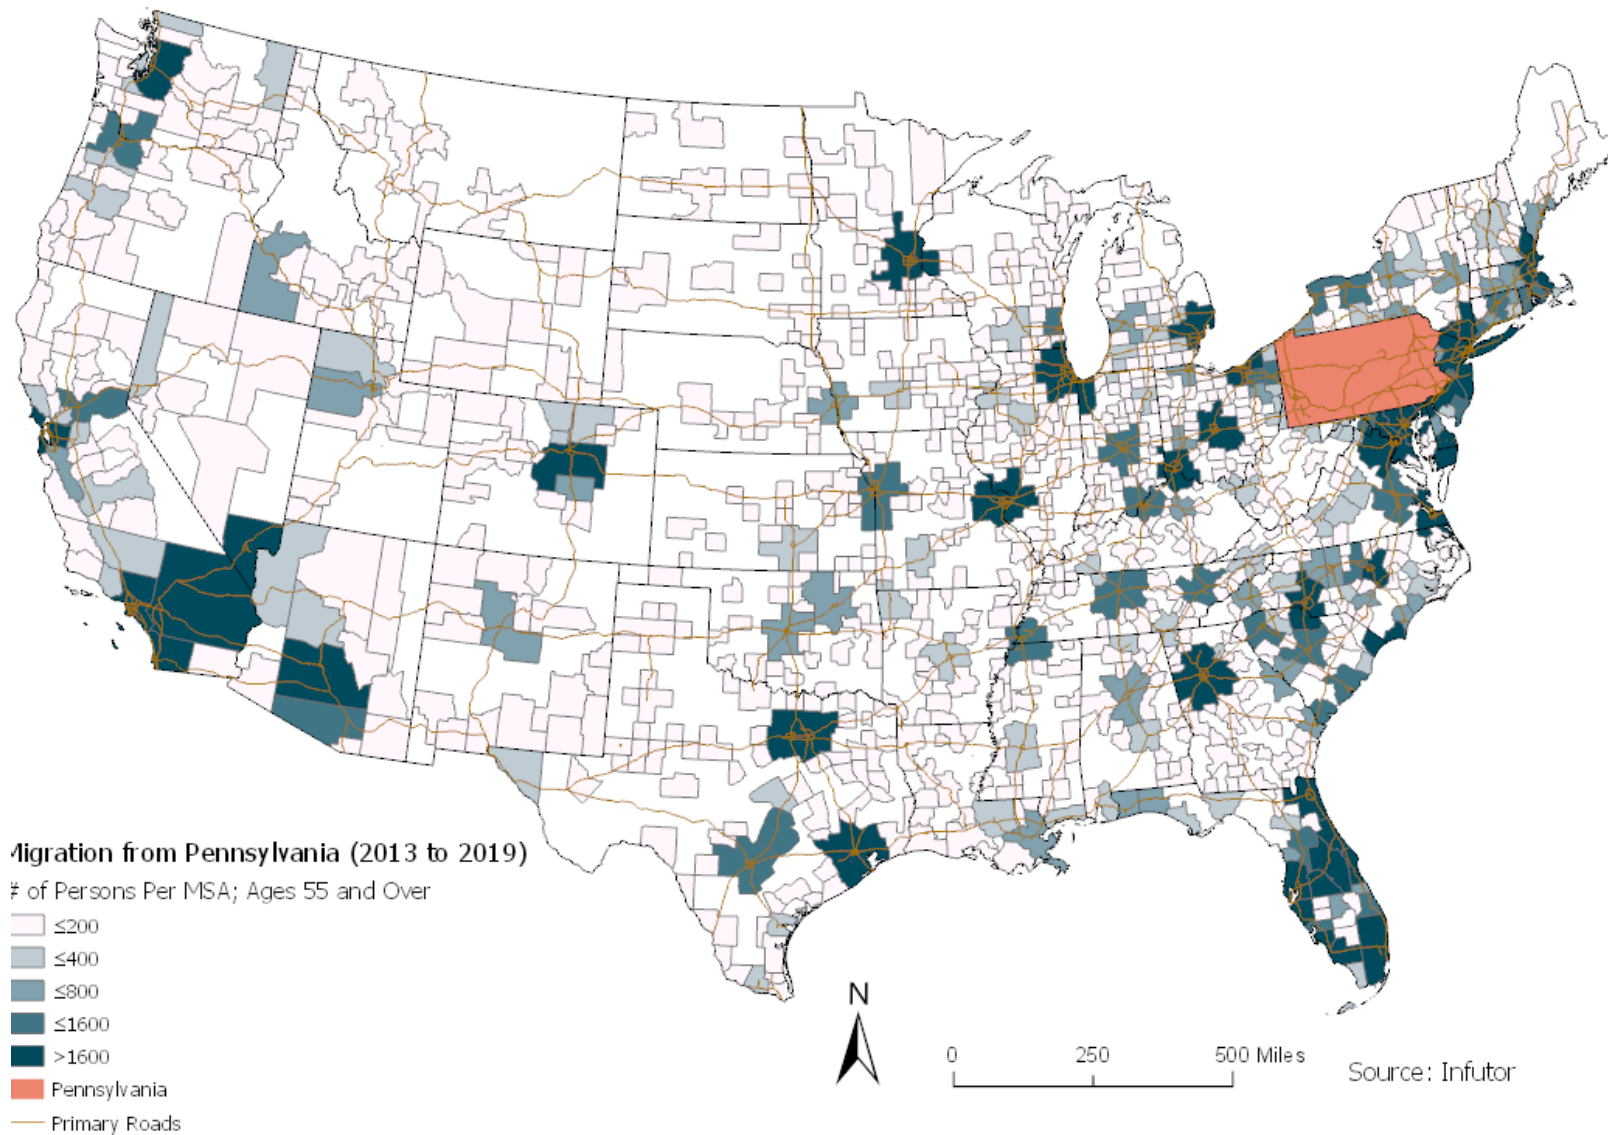 Migration from Pennsylvania (2013 to 2019)
# of Persons Per MSA; Ages 55 and Over
≤200
≤400
≤800
≤1600
>1600
Pennsylvania
Primary Roads
N
0 250 500 Miles
Source: Infutor